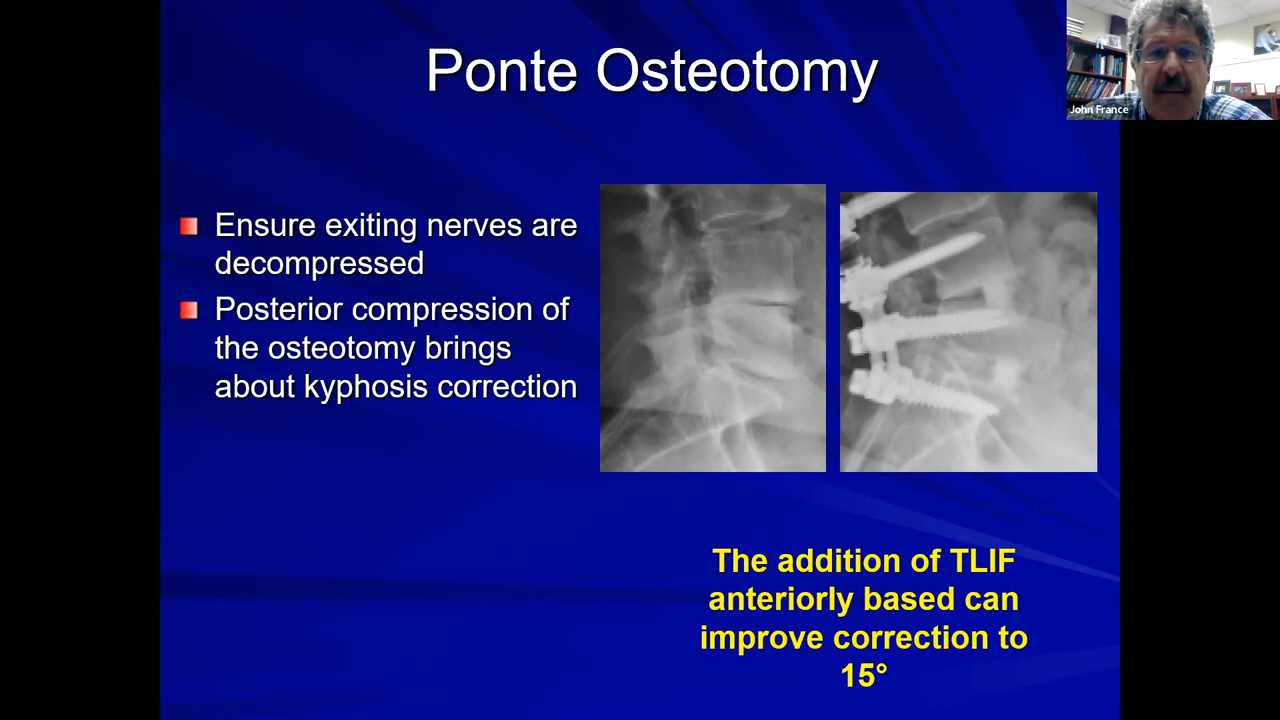 Ponte Osteotomy
John France
Ensure exiting nerves are
decompressed
Posterior compression of
the osteotomy brings
about kyphosis correction
The addition of TLIF
anteriorly based can
improve correction to
15°